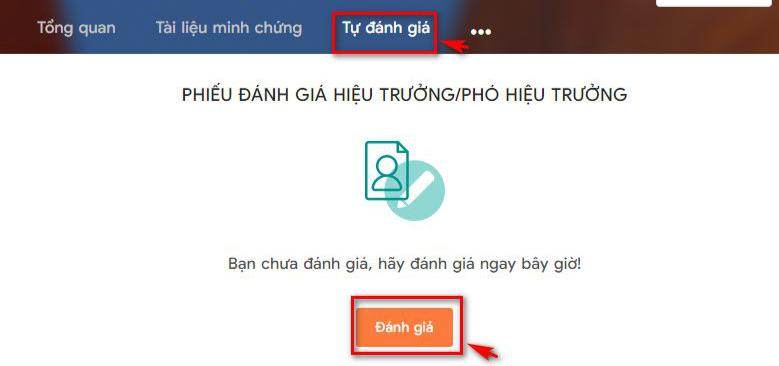 Tổng quan Tài liệu minh chứng Tự đánh giá •••
PHIẾU ĐÁNH GIÁ HIỆU TRƯỞNG/PHÓ HIỆU TRƯỞNG
Bạn chưa đánh giá, hãy đánh giá ngay bây giờ!
Đánh giá